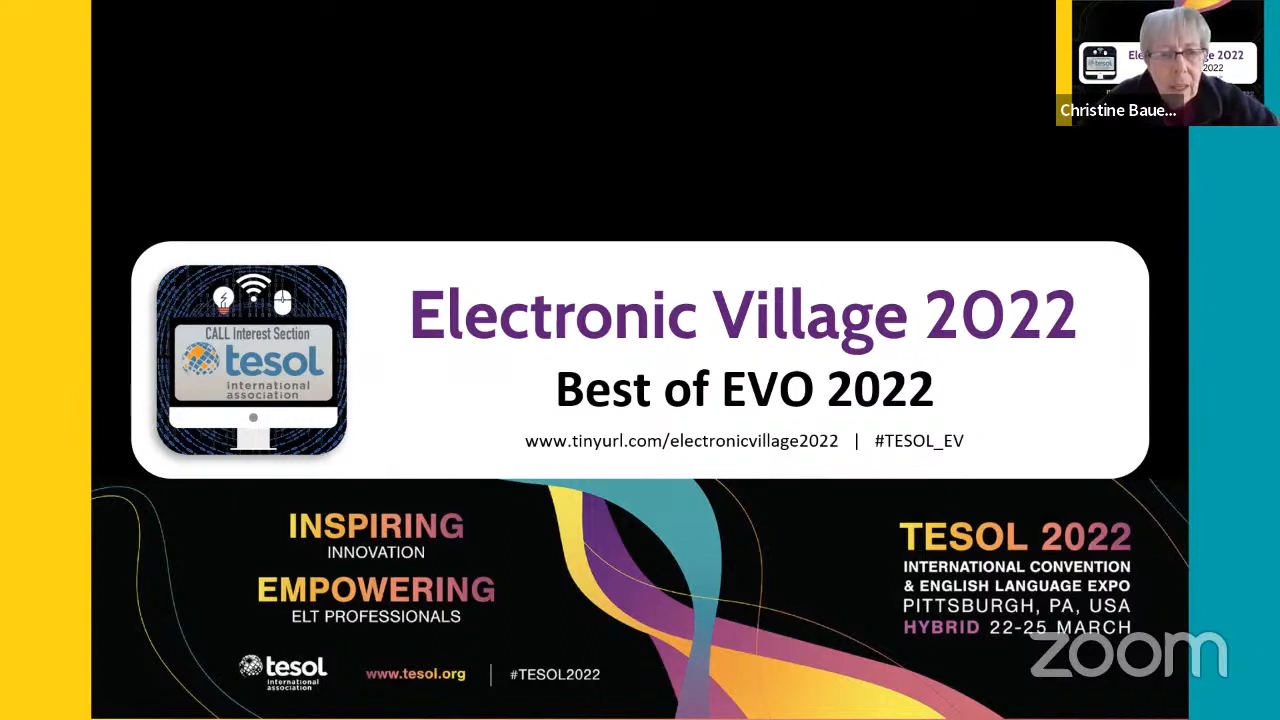 Christine Baue...
CALL Interest Section
tesol
international
association
Electronic Village 2022
Best of EVO 2022
www.tinyurl.com/electronicvillage2022 | #TESOL_EV
INSPIRING
INNOVATION
EMPOWERING
ELT PROFESSIONALS
tesol
international
association
www.tesol.org | #TESOL2022
TESOL 2022
INTERNATIONAL CONVENTION
& ENGLISH LANGUAGE EXPO
PITTSBURGH, PA, USA
HYBRID 22-25 MARCH
zoom